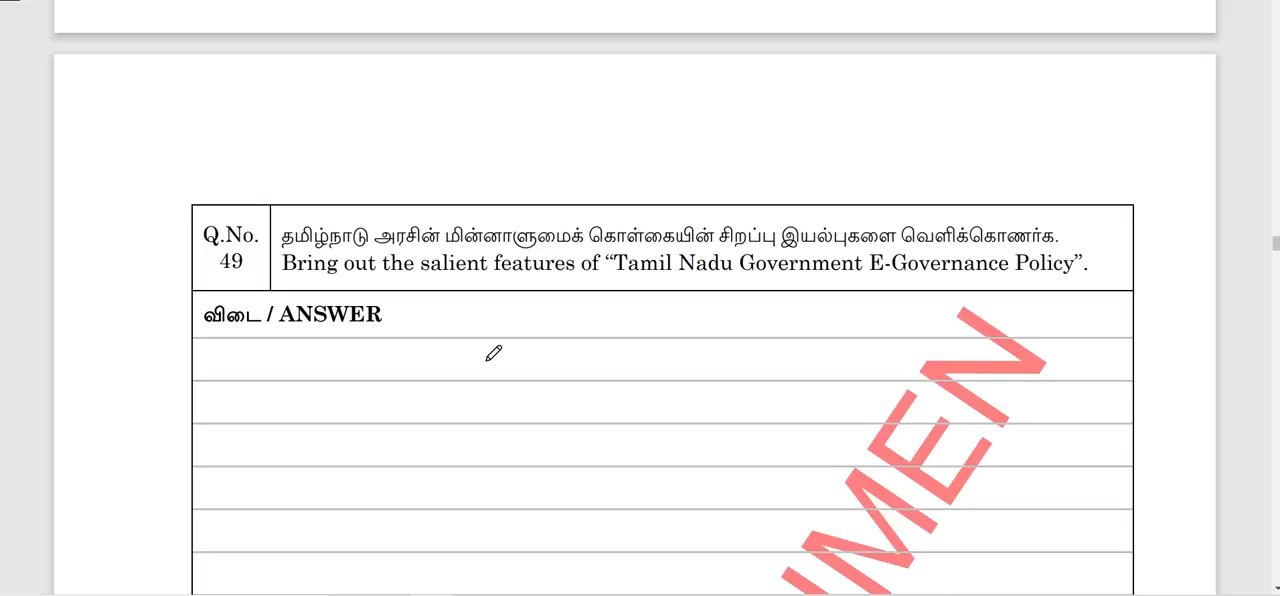 Q.No.
49
தமிழ்நாடு அரசின் மின்னாளுமைக் கொள்கையின் சிறப்பு இயல்புகளை வெளிக்கொணர்க.
Bring out the salient features of “Tamil Nadu Government E-Governance Policy”.
விடை / ANSWER
IMEN